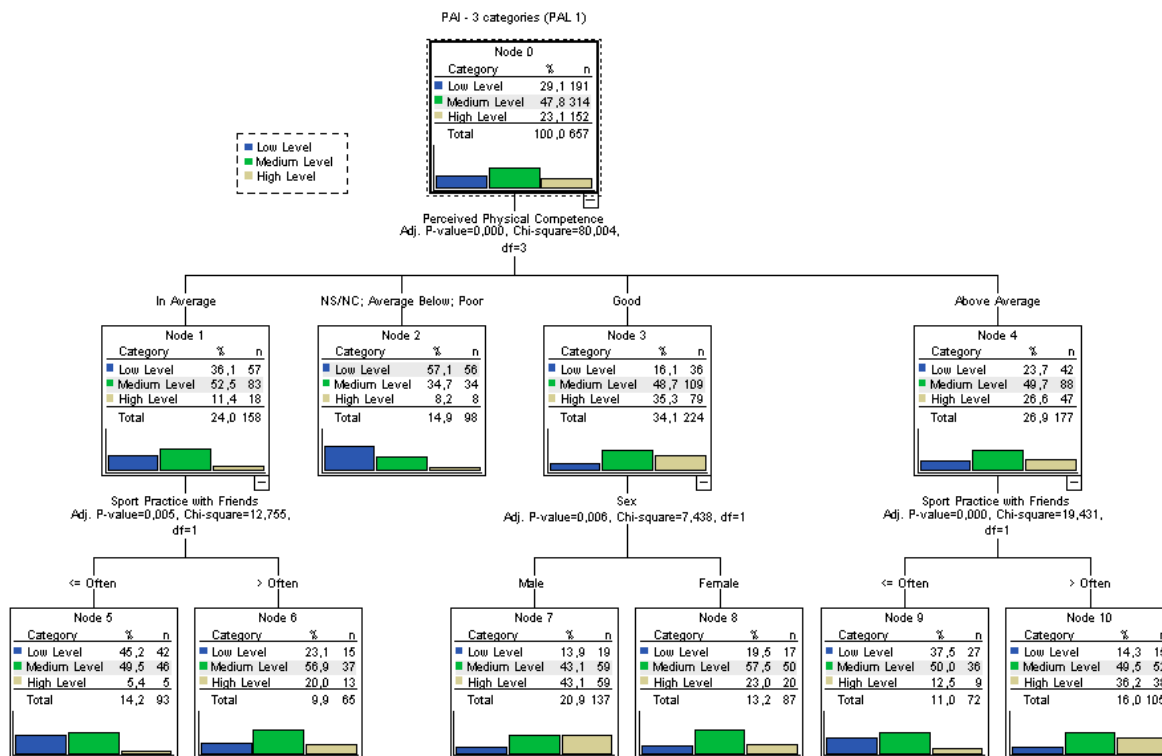 PAI - 3 categories (PAL 1)
Node 0
Category % n
Low Level 29,1 191
Medium Level 47,8 314
High Level 23,1 152
Total 100,0 657
Low Level
Medium Level
High Level
Perceived Physical Competence
Adj. P-value=0,000, Chi-square=80,004,
df=3
In Average
NS/NC; Average Below; Poor
Good
Above Average
Node 1
Category % n
Low Level 36,1 57
Medium Level 52,5 83
High Level 11,4 18
Total 24,0 158
Node 2
Category % n
Low Level 57,1 56
Medium Level 34,7 34
High Level 8,2 8
Total 14,9 98
Node 3
Category % n
Low Level 16,1 36
Medium Level 48,7 109
High Level 35,3 79
Total 34,1 224
Node 4
Category % n
Low Level 23,7 42
Medium Level 49,7 88
High Level 26,6 47
Total 26,9 177
Sport Practice with Friends
Adj. P-value=0,005, Chi-square=12,755,
df=1
Sex
Adj. P-value=0,006, Chi-square=7,438, df=1
Sport Practice with Friends
Adj. P-value=0,000, Chi-square=19,431,
df=1
<= Often
> Often
Male
Female
<= Often
> Often
Node 5
Category % n
Low Level 45,2 42
Medium Level 49,5 46
High Level 5,4 5
Total 14,2 93
Node 6
Category % n
Low Level 23,1 15
Medium Level 56,9 37
High Level 20,0 13
Total 9,9 65
Node 7
Category % n
Low Level 13,9 19
Medium Level 43,1 59
High Level 43,1 59
Total 20,9 137
Node 8
Category % n
Low Level 19,5 17
Medium Level 57,5 50
High Level 23,0 20
Total 13,2 87
Node 9
Category % n
Low Level 37,5 27
Medium Level 50,0 36
High Level 12,5 9
Total 11,0 72
Node 10
Category % n
Low Level 14,3
Medium Level 49,5
High Level 36,2
Total 16,0 105